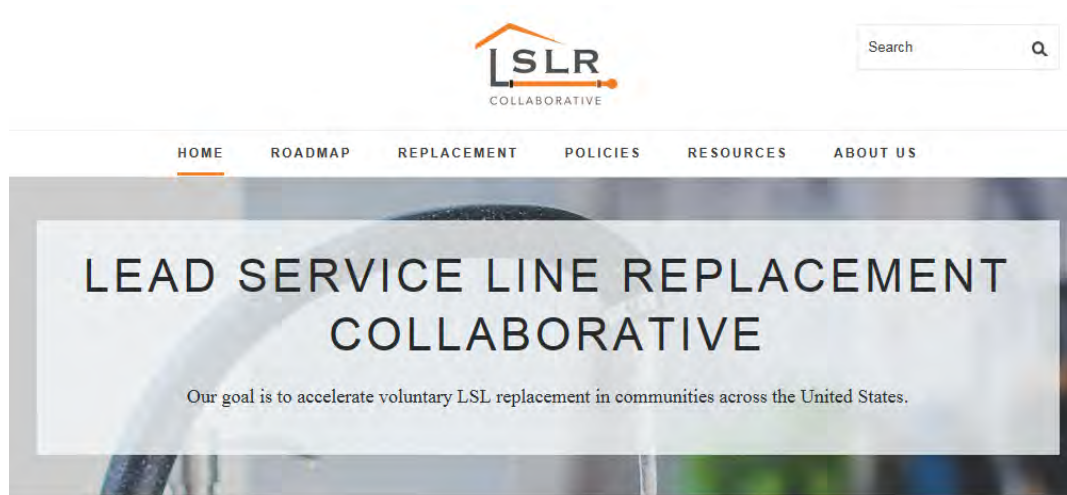 LSLR
COLLABORATIVE
Search
HOME ROADMAP REPLACEMENT POLICIES RESOURCES ABOUT US
LEAD SERVICE LINE REPLACEMENT
COLLABORATIVE
Our goal is to accelerate voluntary LSL replacement in communities across the United States.